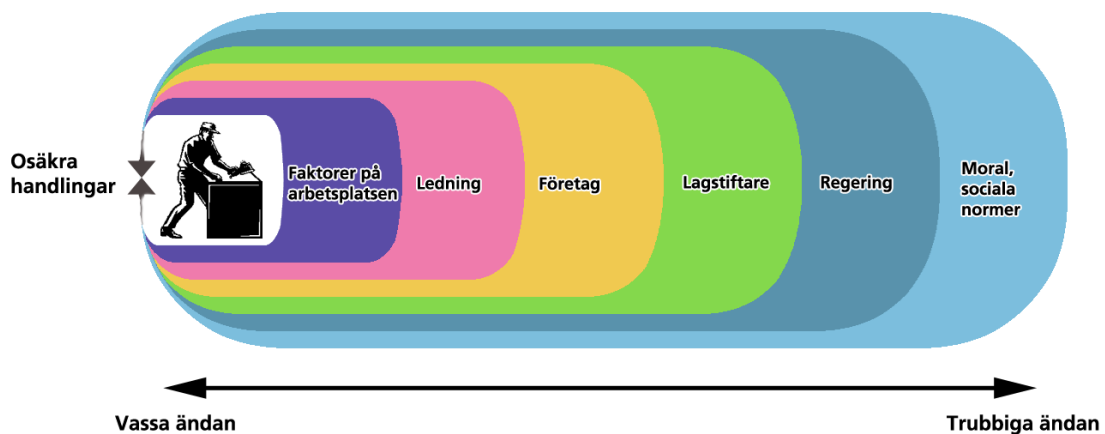 Osäkra
handlingar
Faktorer på
arbetsplatsen
Ledning
Företag
Lagstiftare
Regering
Moral,
sociala
normer
Vassa ändan
Trubbiga ändan